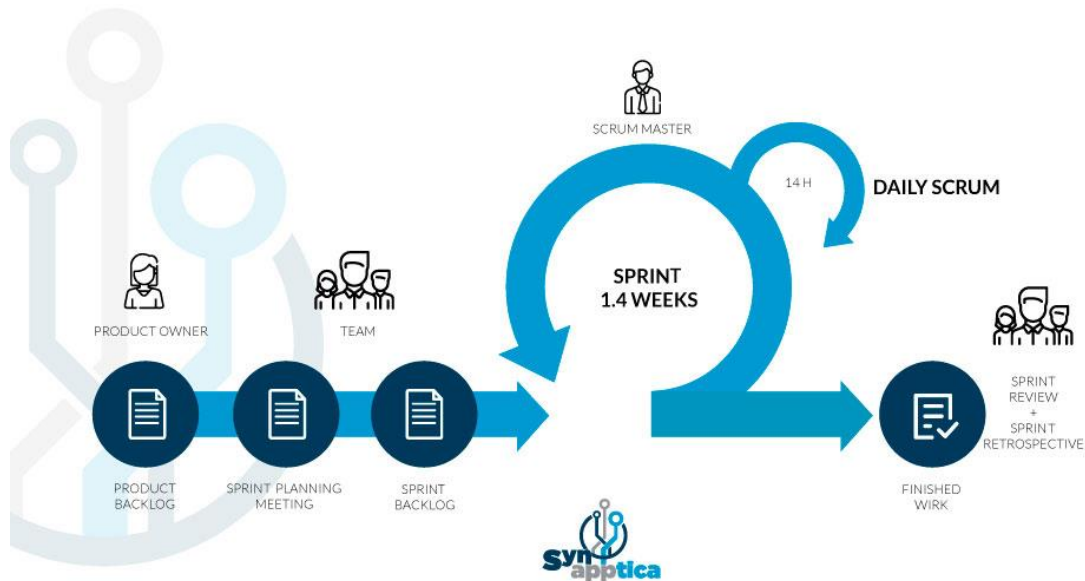 SCRUM MASTER
14 H
DAILY SCRUM
SPRINT
1.4 WEEKS
PRODUCT OWNER
TEAM
SPRINT
REVIEW
+
SPRINT
RETROSPECTIVE
PRODUCT
BACKLOG
SPRINT PLANNING
MEETING
SPRINT
BACKLOG
FINISHED
WIRK
syn
apptica